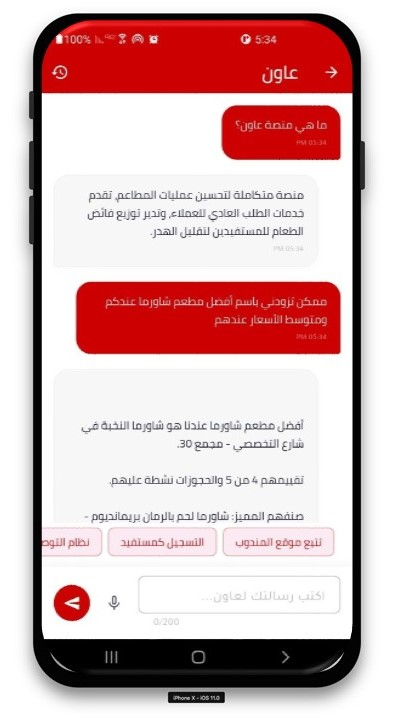 100% 5:34
عاون
ما هي منصة عاون؟
05:34 PM
منصة متكاملة لتحسين عمليات المطاعم، تقدم
خدمات الطلب العادي للعملاء، وتدير توزيع فائض
الطعام للمستفيدين لتقليل الهدر.
05:34 PM
ممكن تزودني باسم أفضل مطعم شاورما عندكم
ومتوسط الأسعار عندهم
05:34 PM
أفضل مطعم شاورما عندنا هو شاورما النخبة في
شارع التخصصي - مجمع 30.
تقييمهم 4 من 5 والحجوزات نشطة عليهم.
صنفهم المميز: شاورما لحم بالرمان بريمانديوم -
تتبع موقع المندوب
التسجيل كمستفيد
نظام التوص
اكتب رسالتك لعاون...
0/200
iPhone X - iOS 11.0